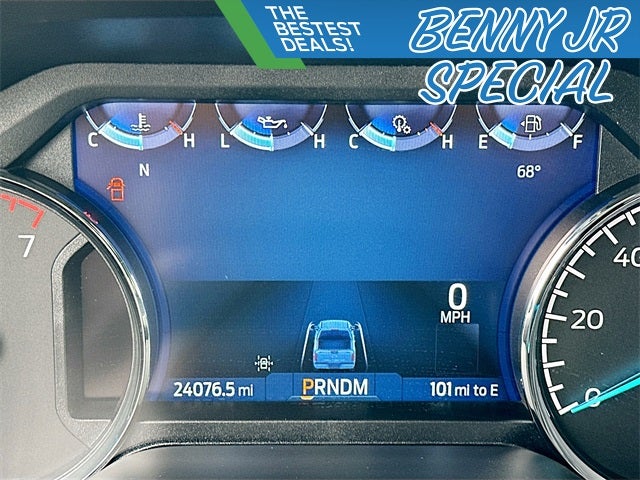 THE
BESTEST
DEALS!
BENNY JR
SPECIAL
C H L H C H E F
N 68°
7
40
0
MPH
20
24076.5 mi PRNDM 101 mi to E
0